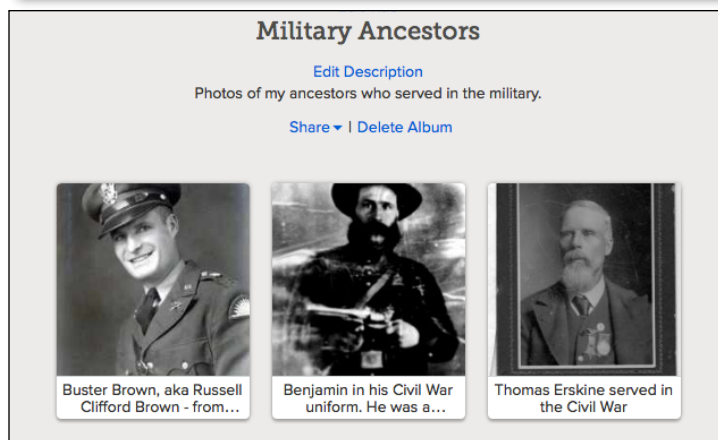 Military Ancestors
Edit Description
Photos of my ancestors who served in the military.
Share ▾ | Delete Album
Buster Brown, aka Russell
Clifford Brown - from...
Benjamin in his Civil War
uniform. He was a...
Thomas Erskine served in
the Civil War